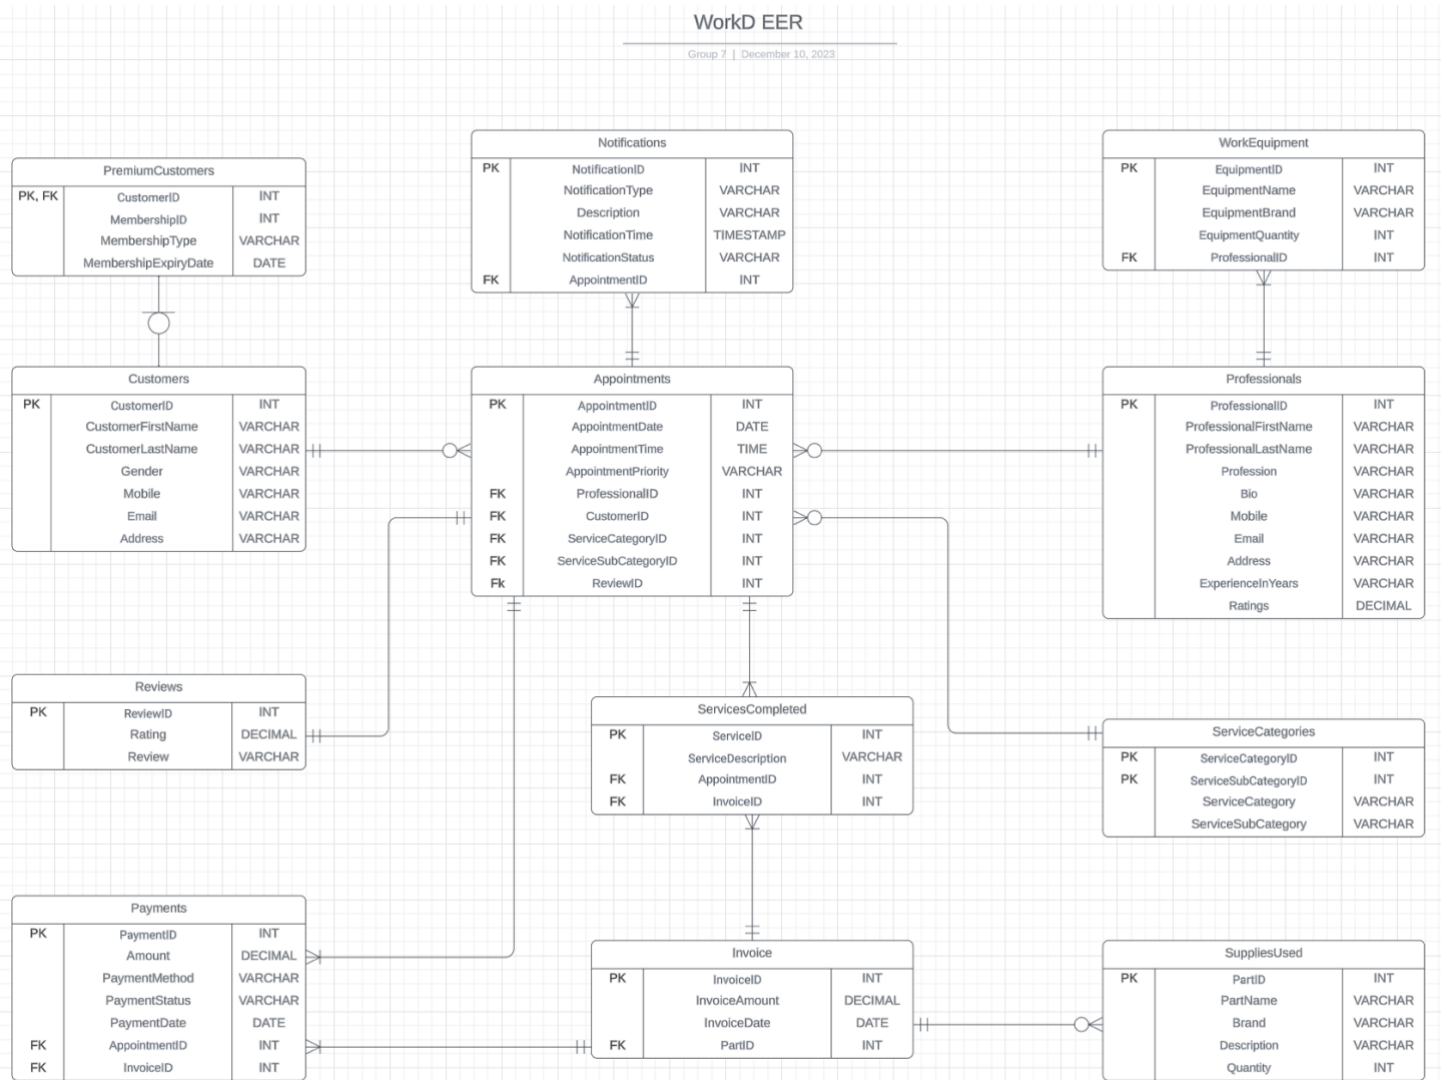 WorkD EER
Group 7 | December 10, 2023
PremiumCustomers
PK, FK CustomerID INT
MembershipID INT
MembershipType VARCHAR
MembershipExpiryDate DATE
Notifications
PK NotificationID INT
NotificationType VARCHAR
Description VARCHAR
NotificationTime TIMESTAMP
NotificationStatus VARCHAR
FK AppointmentID INT
WorkEquipment
PK EquipmentID INT
EquipmentName VARCHAR
EquipmentBrand VARCHAR
EquipmentQuantity INT
FK ProfessionalID INT
Customers
PK CustomerID INT
CustomerFirstName VARCHAR
CustomerLastName VARCHAR
Gender VARCHAR
Mobile VARCHAR
Email VARCHAR
Address VARCHAR
Appointments
PK AppointmentID INT
AppointmentDate DATE
AppointmentTime TIME
AppointmentPriority VARCHAR
FK ProfessionalID INT
FK CustomerID INT
FK ServiceCategoryID INT
FK ServiceSubCategoryID INT
Fk ReviewID INT
Professionals
PK ProfessionalID INT
ProfessionalFirstName VARCHAR
ProfessionalLastName VARCHAR
Profession VARCHAR
Bio VARCHAR
Mobile VARCHAR
Email VARCHAR
Address VARCHAR
ExperienceInYears VARCHAR
Ratings DECIMAL
Reviews
PK ReviewID INT
Rating DECIMAL
Review VARCHAR
ServicesCompleted
PK ServiceID INT
ServiceDescription VARCHAR
FK AppointmentID INT
FK InvoiceID INT
ServiceCategories
PK ServiceCategoryID INT
PK ServiceSubCategoryID INT
ServiceCategory VARCHAR
ServiceSubCategory VARCHAR
Payments
PK PaymentID INT
Amount DECIMAL
PaymentMethod VARCHAR
PaymentStatus VARCHAR
PaymentDate DATE
FK AppointmentID INT
FK InvoiceID INT
Invoice
PK InvoiceID INT
InvoiceAmount DECIMAL
InvoiceDate DATE
FK PartID INT
SuppliesUsed
PK PartID INT
PartName VARCHAR
Brand VARCHAR
Description VARCHAR
Quantity INT